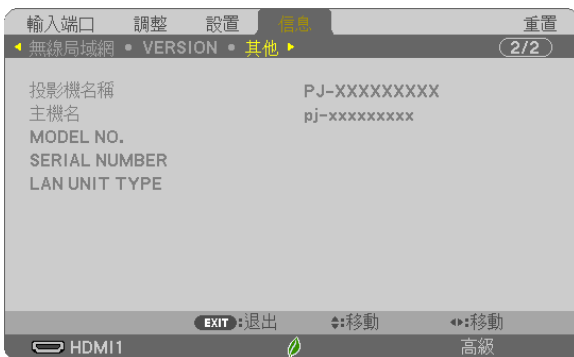 輸入端口 調整 設置 信息 重置
無線局域網 • VERSION • 其他 2/2
投影機名稱 PJ-XXXXXXXXX
主機名 pj-xxxxxxxxx
MODEL NO.
SERIAL NUMBER
LAN UNIT TYPE
EXIT :退出 :移動 :移動
HDMI1 高級